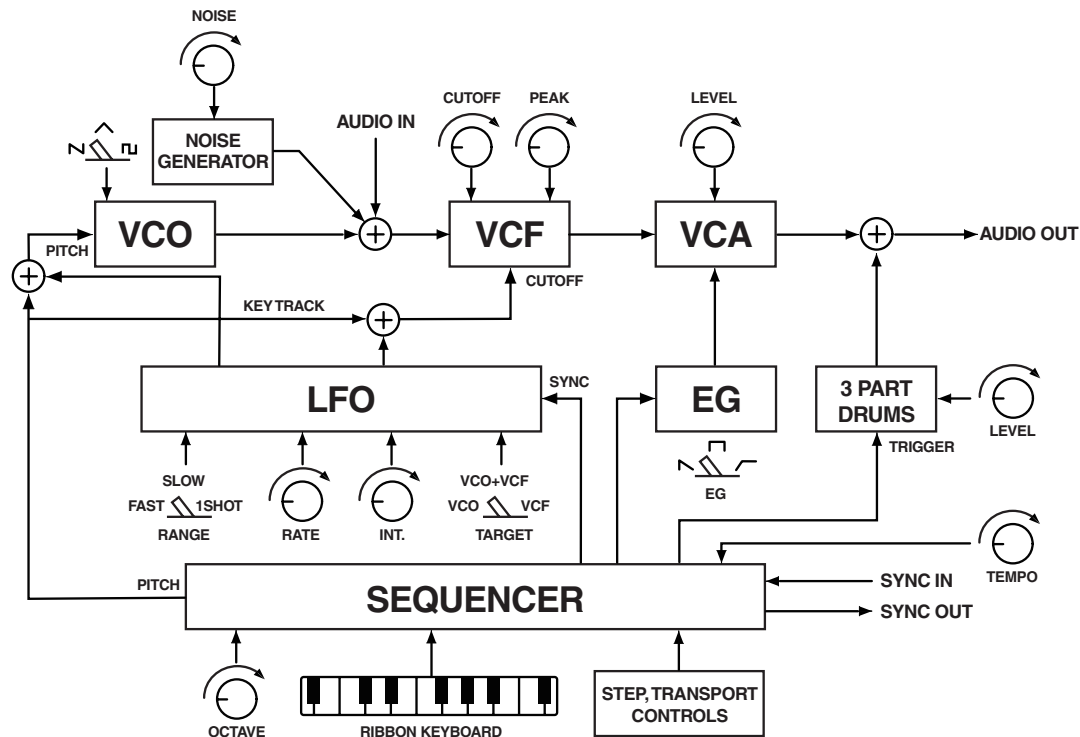 NOISE
CUTOFF
PEAK
LEVEL
AUDIO IN
NOISE
GENERATOR
VCO
VCF
VCA
PITCH
AUDIO OUT
CUTOFF
KEY TRACK
LFO
SYNC
EG
3 PART
DRUMS
TRIGGER
LEVEL
SLOW
FAST
1SHOT
RANGE
RATE
INT.
VCO+VCF
VCO
VCF
TARGET
EG
TEMPO
PITCH
SEQUENCER
SYNC IN
SYNC OUT
OCTAVE
RIBBON KEYBOARD
STEP, TRANSPORT
CONTROLS